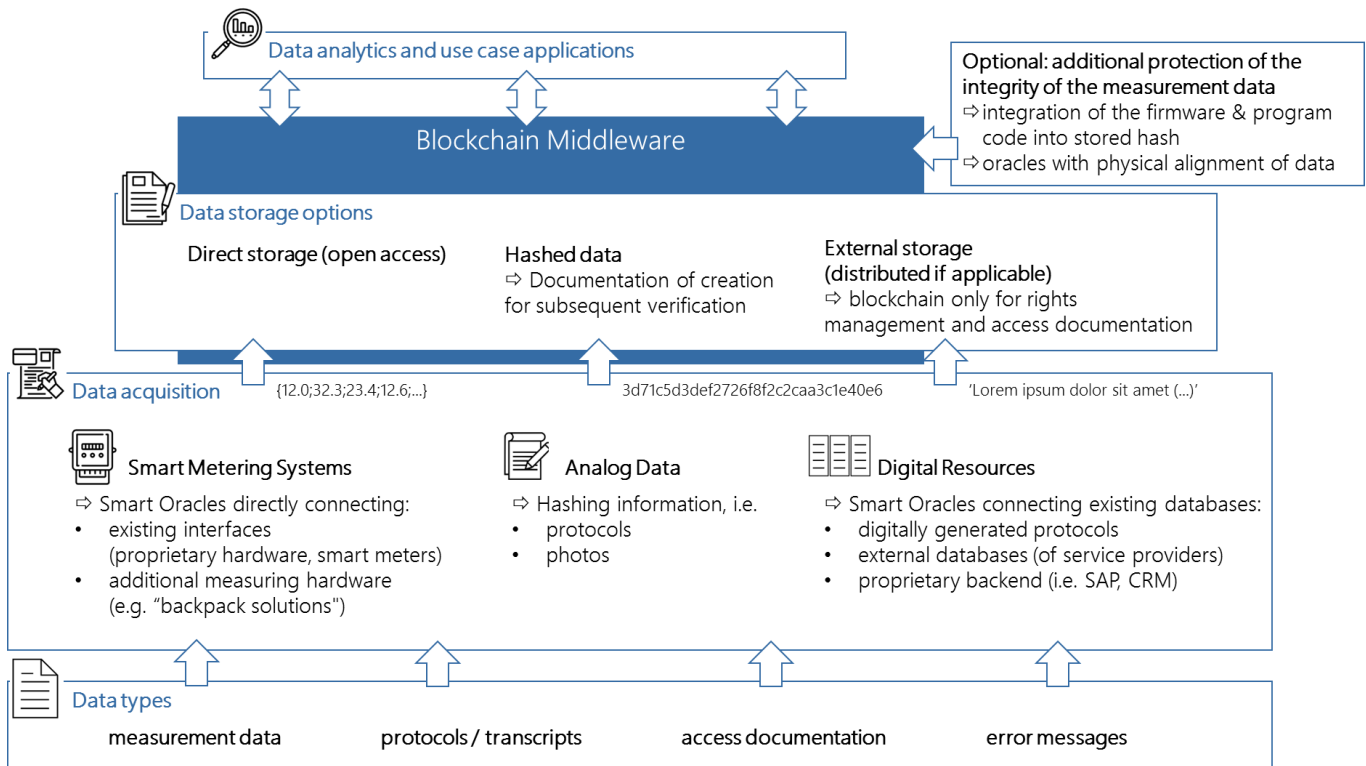 Data analytics and use case applications
Optional: additional protection of the
integrity of the measurement data
⇨ integration of the firmware & program
code into stored hash
⇨ oracles with physical alignment of data
Blockchain Middleware
Data storage options
Direct storage (open access)
Hashed data
⇨ Documentation of creation
for subsequent verification
External storage
(distributed if applicable)
⇨ blockchain only for rights
management and access documentation
Data acquisition
{12.0;32.3;23.4;12.6;...}
3d71c5d3def2726f8f2c2caa3c1e40e6
'Lorem ipsum dolor sit amet (...)'
Smart Metering Systems
⇨ Smart Oracles directly connecting:
• existing interfaces
(proprietary hardware, smart meters)
• additional measuring hardware
(e.g. “backpack solutions")
Analog Data
⇨ Hashing information, i.e.
• protocols
• photos
Digital Resources
⇨ Smart Oracles connecting existing databases:
• digitally generated protocols
• external databases (of service providers)
• proprietary backend (i.e. SAP, CRM)
Data types
measurement data
protocols / transcripts
access documentation
error messages